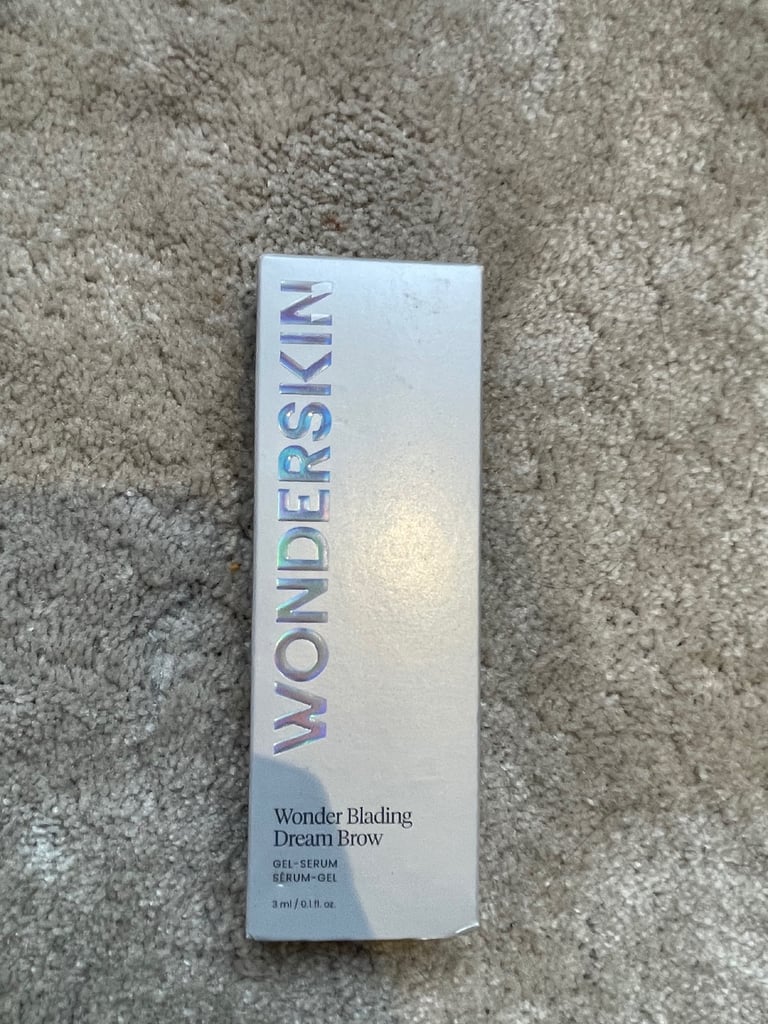 WONDERSKIN
Wonder Blading
Dream Brow
GEL-SERUM
SÉRUM-GEL
3 ml / 0.1 fl. oz.